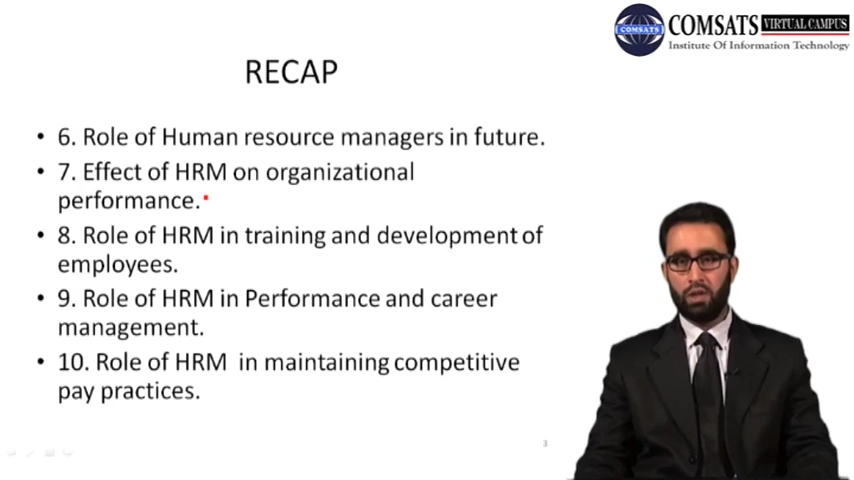 COMSATS VIRTUAL CAMPUS
COMSATS
Institute Of Information Technology
RECAP
• 6. Role of Human resource managers in future.
• 7. Effect of HRM on organizational
performance.
• 8. Role of HRM in training and development of
employees.
• 9. Role of HRM in Performance and career
management.
• 10. Role of HRM in maintaining competitive
pay practices.
3